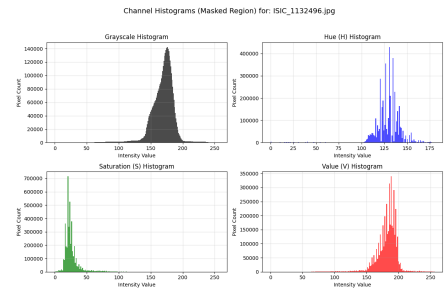 Channel Histograms (Masked Region) for: ISIC_1132496.jpg
Grayscale Histogram
Pixel Count
140000
120000
100000
80000
60000
40000
20000
0
0 50 100 150 200 250
Intensity Value
Hue (H) Histogram
Pixel Count
400000
300000
200000
100000
0
0 25 50 75 100 125 150 175
Intensity Value
Saturation (S) Histogram
Pixel Count
700000
600000
500000
400000
300000
200000
100000
0
0 50 100 150 200 250
Intensity Value
Value (V) Histogram
Pixel Count
350000
300000
250000
200000
150000
100000
50000
0
0 50 100 150 200 250
Intensity Value